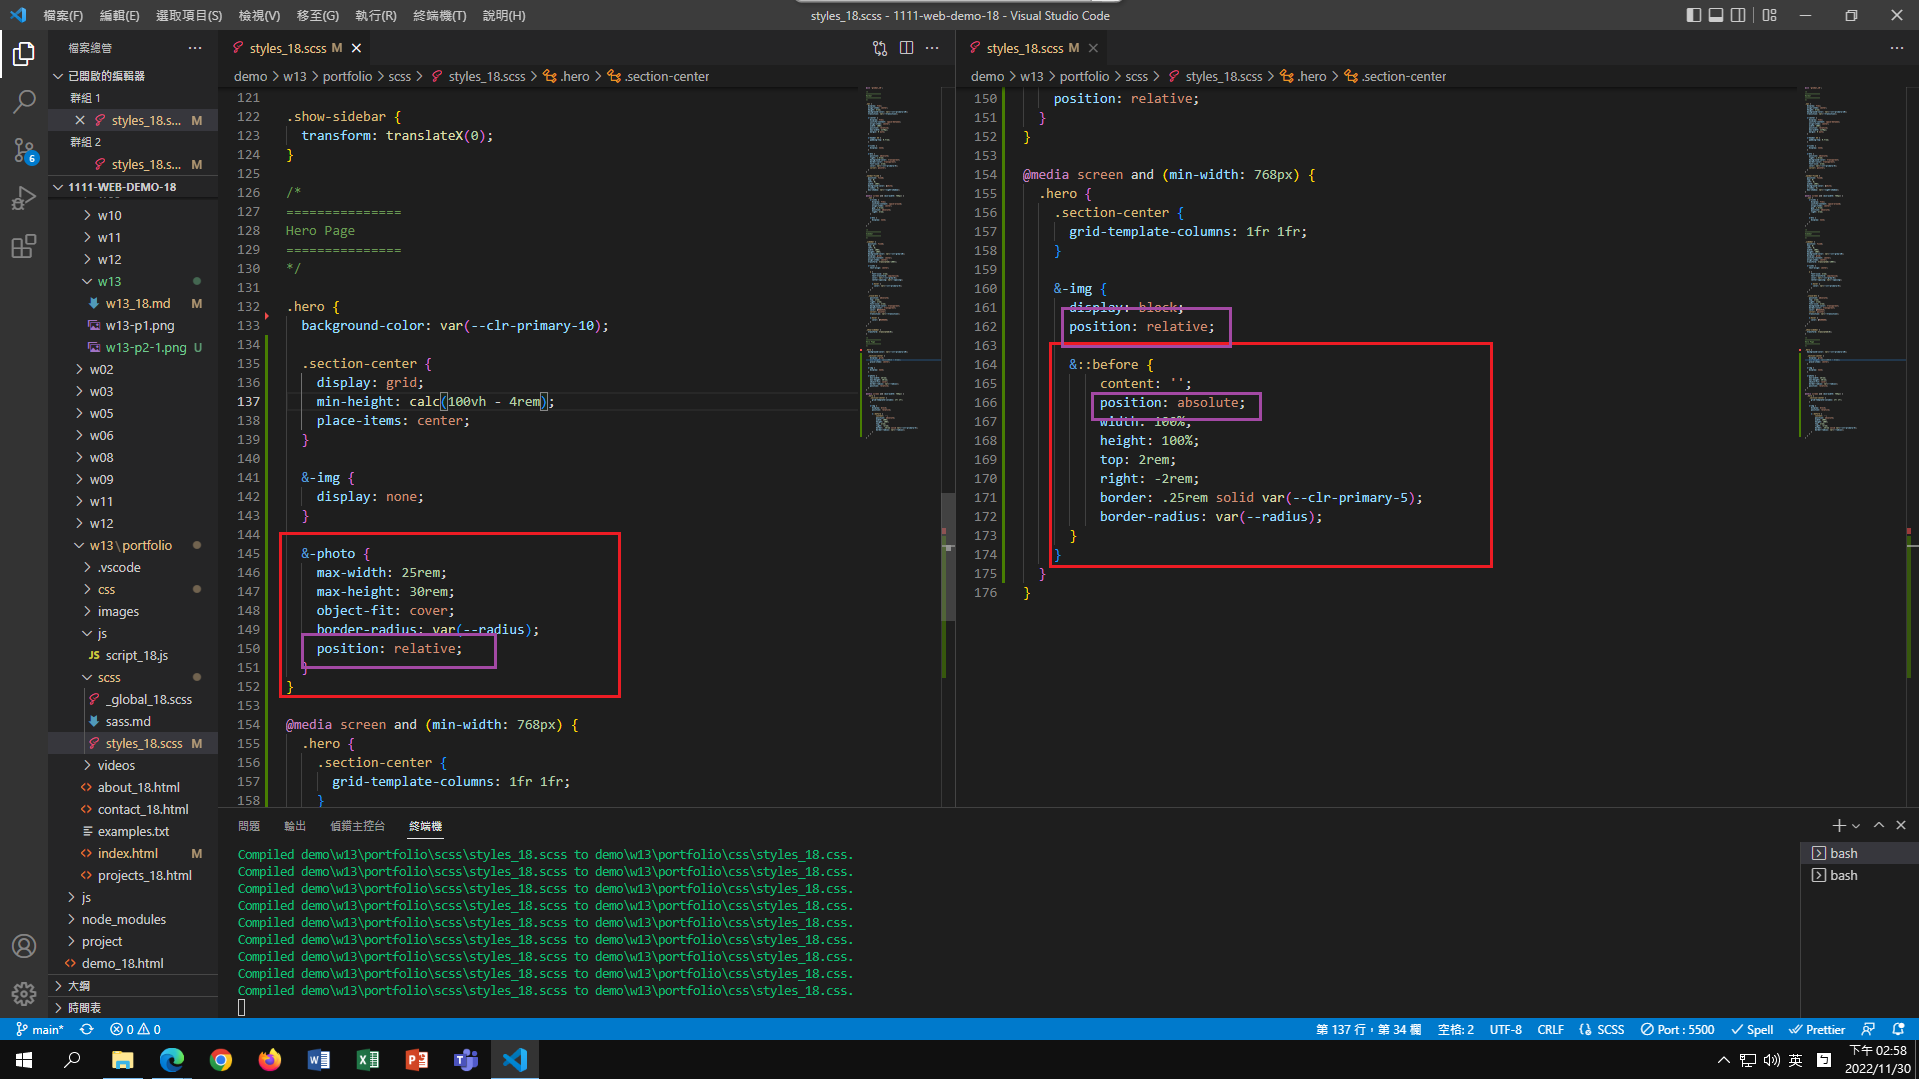 檔案(F) 編輯(E) 選取項目(S) 檢視(V) 移至(G) 執行(R) 終端機(T) 說明(H)
styles_18.scss - 1111-web-demo-18 - Visual Studio Code
檔案總管
已開啟的編輯器
群組 1
styles_18.s... M
群組 2
styles_18.s... M
1111-WEB-DEMO-18
w10
w11
w12
w13
w13_18.md M
w13-p1.png
w13-p2-1.png U
w02
w03
w05
w06
w08
w09
w11
w12
w13\portfolio
.vscode
css
images
js
JS script_18.js
scss
_global_18.scss
sass.md
styles_18.scss M
videos
about_18.html
contact_18.html
examples.txt
index.html M
projects_18.html
js
node_modules
project
demo_18.html
大綱
時間表
6
styles_18.scss M
demo > w13 > portfolio > scss > styles_18.scss > .hero > .section-center
121
122 .show-sidebar {
123 transform: translateX(0);
124 }
125
126 /*
127 ===============
128 Hero Page
129 ===============
130 */
131
132 .hero {
133 background-color: var(--clr-primary-10);
134
135 .section-center {
136 display: grid;
137 min-height: calc(100vh - 4rem);
138 place-items: center;
139 }
140
141 &-img {
142 display: none;
143 }
144
145 &-photo {
146 max-width: 25rem;
147 max-height: 30rem;
148 object-fit: cover;
149 border-radius: var(--radius);
150 position: relative;
151 }
152 }
153
154 @media screen and (min-width: 768px) {
155 .hero {
156 .section-center {
157 grid-template-columns: 1fr 1fr;
158 }
styles_18.scss M
demo > w13 > portfolio > scss > styles_18.scss > .hero > .section-center
150 position: relative;
151 }
152 }
153
154 @media screen and (min-width: 768px) {
155 .hero {
156 .section-center {
157 grid-template-columns: 1fr 1fr;
158 }
159
160 &-img {
161 display: block;
162 position: relative;
163
164 &::before {
165 content: '';
166 position: absolute;
167 width: 100%;
168 height: 100%;
169 top: 2rem;
170 right: -2rem;
171 border: .25rem solid var(--clr-primary-5);
172 border-radius: var(--radius);
173 }
174 }
175 }
176 }
問題 輸出 偵錯主控台 終端機
Compiled demo\w13\portfolio\scss\styles_18.scss to demo\w13\portfolio\css\styles_18.css.
Compiled demo\w13\portfolio\scss\styles_18.scss to demo\w13\portfolio\css\styles_18.css.
Compiled demo\w13\portfolio\scss\styles_18.scss to demo\w13\portfolio\css\styles_18.css.
Compiled demo\w13\portfolio\scss\styles_18.scss to demo\w13\portfolio\css\styles_18.css.
Compiled demo\w13\portfolio\scss\styles_18.scss to demo\w13\portfolio\css\styles_18.css.
Compiled demo\w13\portfolio\scss\styles_18.scss to demo\w13\portfolio\css\styles_18.css.
Compiled demo\w13\portfolio\scss\styles_18.scss to demo\w13\portfolio\css\styles_18.css.
Compiled demo\w13\portfolio\scss\styles_18.scss to demo\w13\portfolio\css\styles_18.css.
Compiled demo\w13\portfolio\scss\styles_18.scss to demo\w13\portfolio\css\styles_18.css.
bash
bash
main* 0 0 第 137 行，第 34 欄 空格: 2 UTF-8 CRLF SCSS Port : 5500 Spell Prettier
英
下午 02:58
2022/11/30